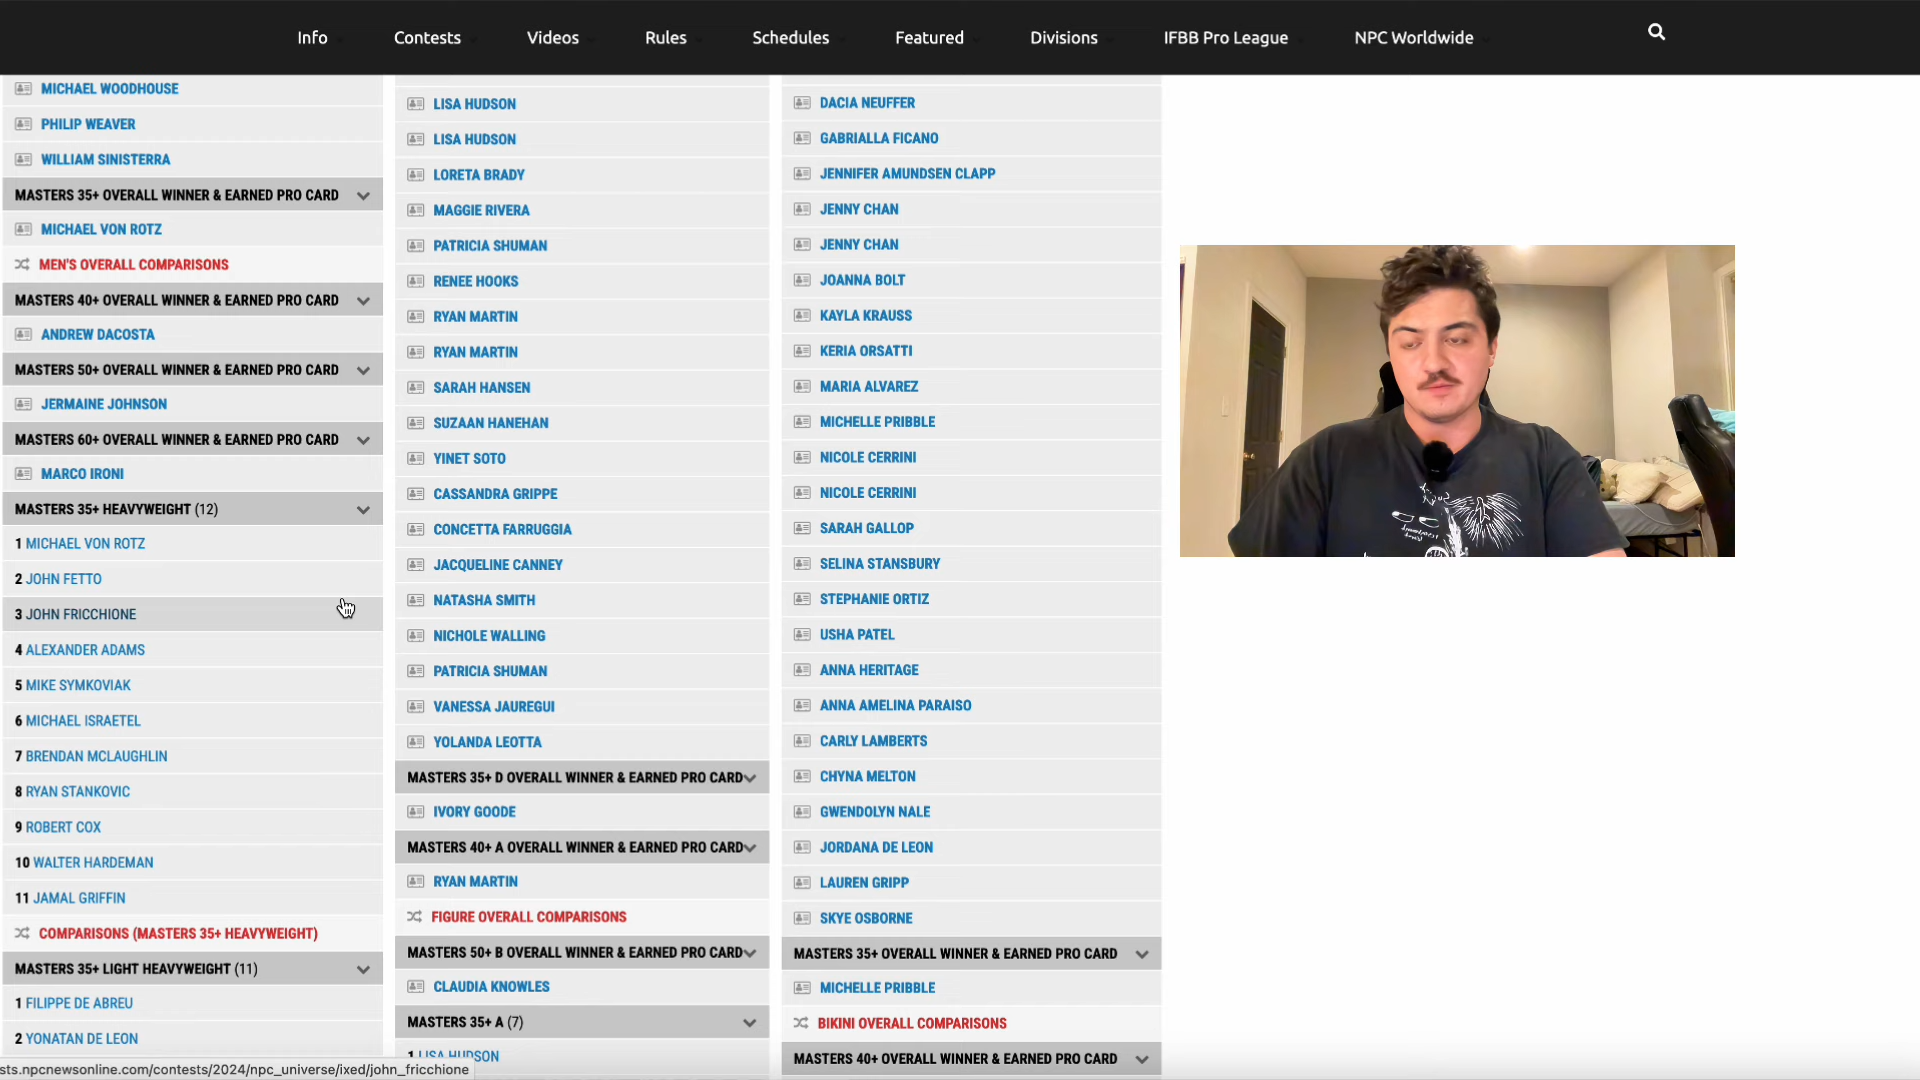 Info
Contests
Videos
Rules
Schedules
Featured
Divisions
IFBB Pro League
NPC Worldwide
MICHAEL WOODHOUSE
PHILIP WEAVER
WILLIAM SINISTERRA
MASTERS 35+ OVERALL WINNER & EARNED PRO CARD
MICHAEL VON ROTZ
MEN'S OVERALL COMPARISONS
MASTERS 40+ OVERALL WINNER & EARNED PRO CARD
ANDREW DACOSTA
MASTERS 50+ OVERALL WINNER & EARNED PRO CARD
JERMAINE JOHNSON
MASTERS 60+ OVERALL WINNER & EARNED PRO CARD
MARCO IRONI
MASTERS 35+ HEAVYWEIGHT (12)
1 MICHAEL VON ROTZ
2 JOHN FETTO
3 JOHN FRICCHIONE
4 ALEXANDER ADAMS
5 MIKE SYMKOVIAK
6 MICHAEL ISRAETEL
7 BRENDAN MCLAUGHLIN
8 RYAN STANKOVIC
9 ROBERT COX
10 WALTER HARDEMAN
11 JAMAL GRIFFIN
COMPARISONS (MASTERS 35+ HEAVYWEIGHT)
MASTERS 35+ LIGHT HEAVYWEIGHT (11)
1 FILIPPE DE ABREU
2 YONATAN DE LEON
sts.npcnewsonline.com/contests/2024/npc_universe/ixed/john_fricchione
LISA HUDSON
LISA HUDSON
LORETA BRADY
MAGGIE RIVERA
PATRICIA SHUMAN
RENEE HOOKS
RYAN MARTIN
RYAN MARTIN
SARAH HANSEN
SUZAAN HANEHAN
YINET SOTO
CASSANDRA GRIPPE
CONCETTA FARRUGGIA
JACQUELINE CANNEY
NATASHA SMITH
NICHOLE WALLING
PATRICIA SHUMAN
VANESSA JAUREGUI
YOLANDA LEOTTA
MASTERS 35+ D OVERALL WINNER & EARNED PRO CARD
IVORY GOODE
MASTERS 40+ A OVERALL WINNER & EARNED PRO CARD
RYAN MARTIN
FIGURE OVERALL COMPARISONS
MASTERS 50+ B OVERALL WINNER & EARNED PRO CARD
CLAUDIA KNOWLES
MASTERS 35+ A (7)
1 LISA HUDSON
DACIA NEUFFER
GABRIALLA FICANO
JENNIFER AMUNDSEN CLAPP
JENNY CHAN
JENNY CHAN
JOANNA BOLT
KAYLA KRAUSS
KERIA ORSATTI
MARIA ALVAREZ
MICHELLE PRIBBLE
NICOLE CERRINI
NICOLE CERRINI
SARAH GALLOP
SELINA STANSBURY
STEPHANIE ORTIZ
USHA PATEL
ANNA HERITAGE
ANNA AMELINA PARAISO
CARLY LAMBERTS
CHYNA MELTON
GWENDOLYN NALE
JORDANA DE LEON
LAUREN GRIPP
SKYE OSBORNE
MASTERS 35+ OVERALL WINNER & EARNED PRO CARD
MICHELLE PRIBBLE
BIKINI OVERALL COMPARISONS
MASTERS 40+ OVERALL WINNER & EARNED PRO CARD